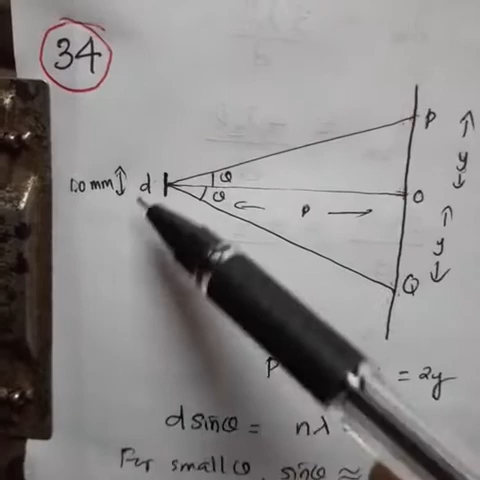 34
P
y
1.0 mm d θ
θ
D
O
y
Q
P = 2y
d sinθ = nλ
For small θ, sinθ ≈